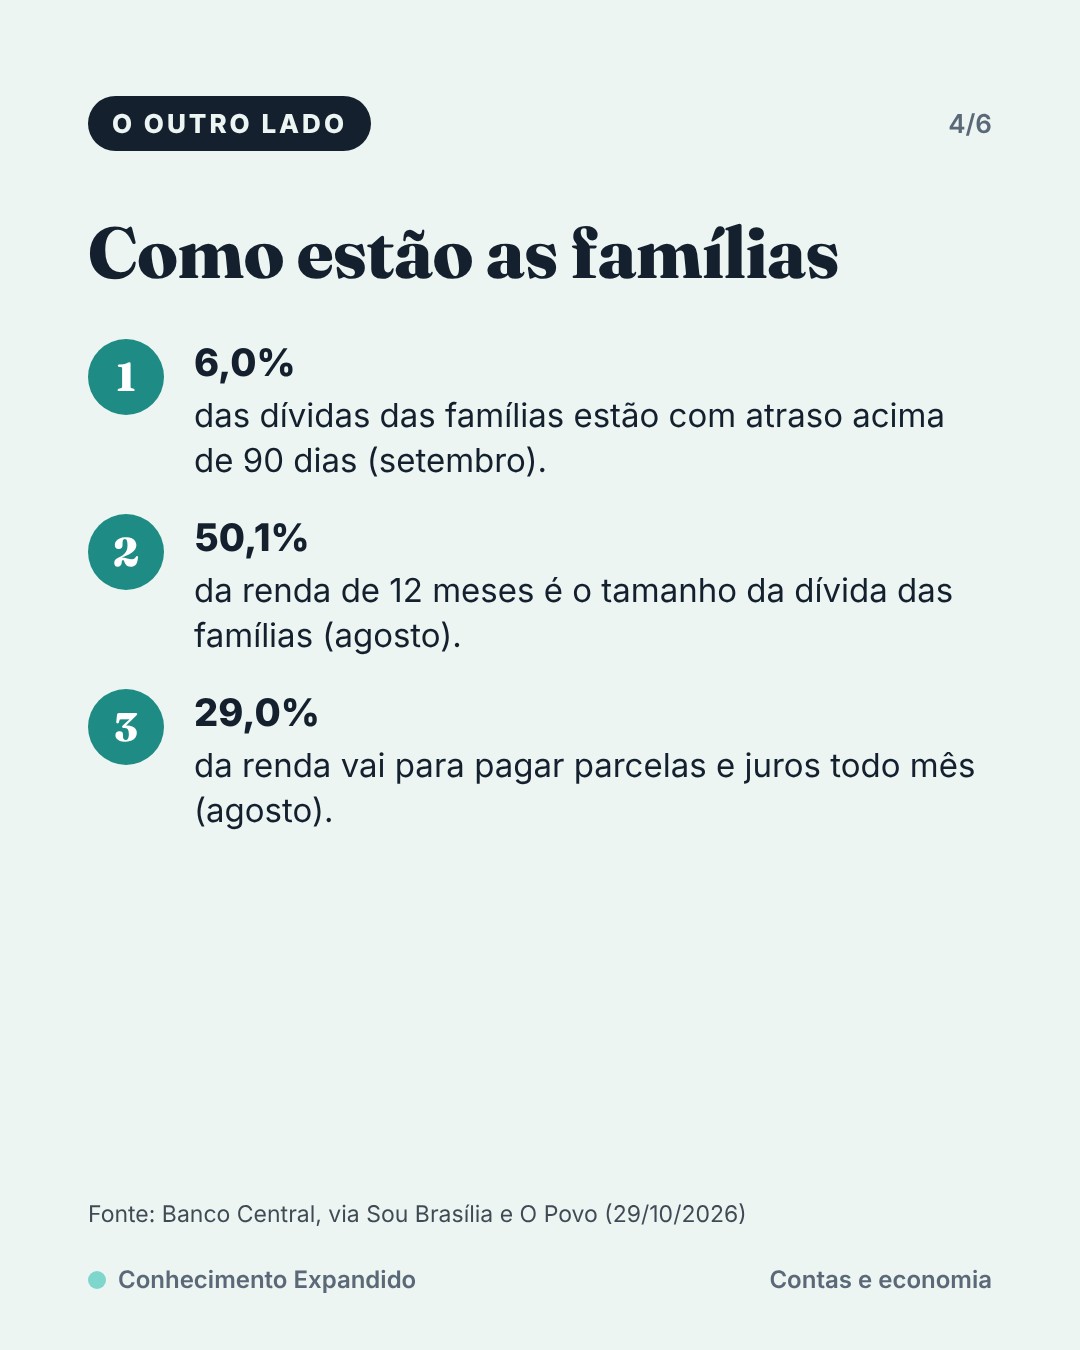 O OUTRO LADO
4/6
Como estão as famílias
1
6,0%
das dívidas das famílias estão com atraso acima
de 90 dias (setembro).
2
50,1%
da renda de 12 meses é o tamanho da dívida das
famílias (agosto).
3
29,0%
da renda vai para pagar parcelas e juros todo mês
(agosto).
Fonte: Banco Central, via Sou Brasília e O Povo (29/10/2026)
Conhecimento Expandido
Contas e economia